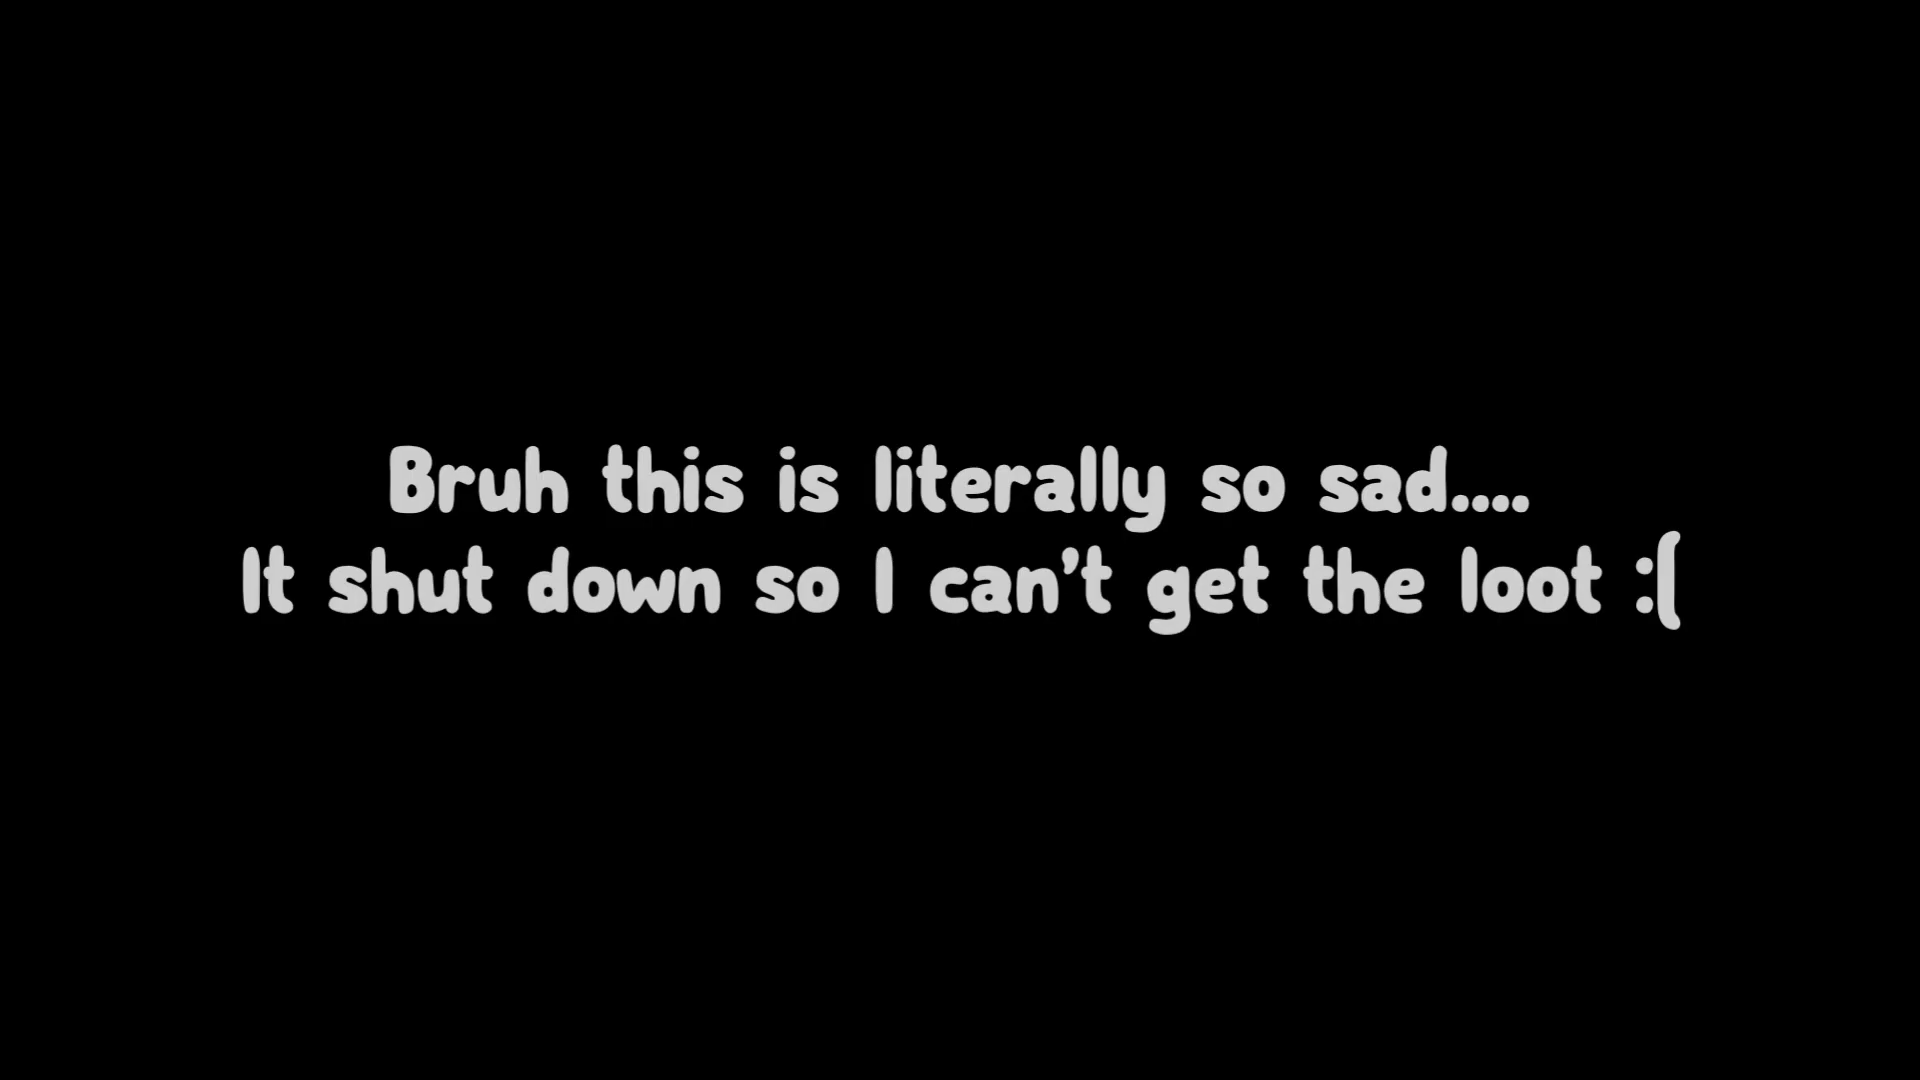 Bruh this is literally so sad....
It shut down so I can't get the loot :(